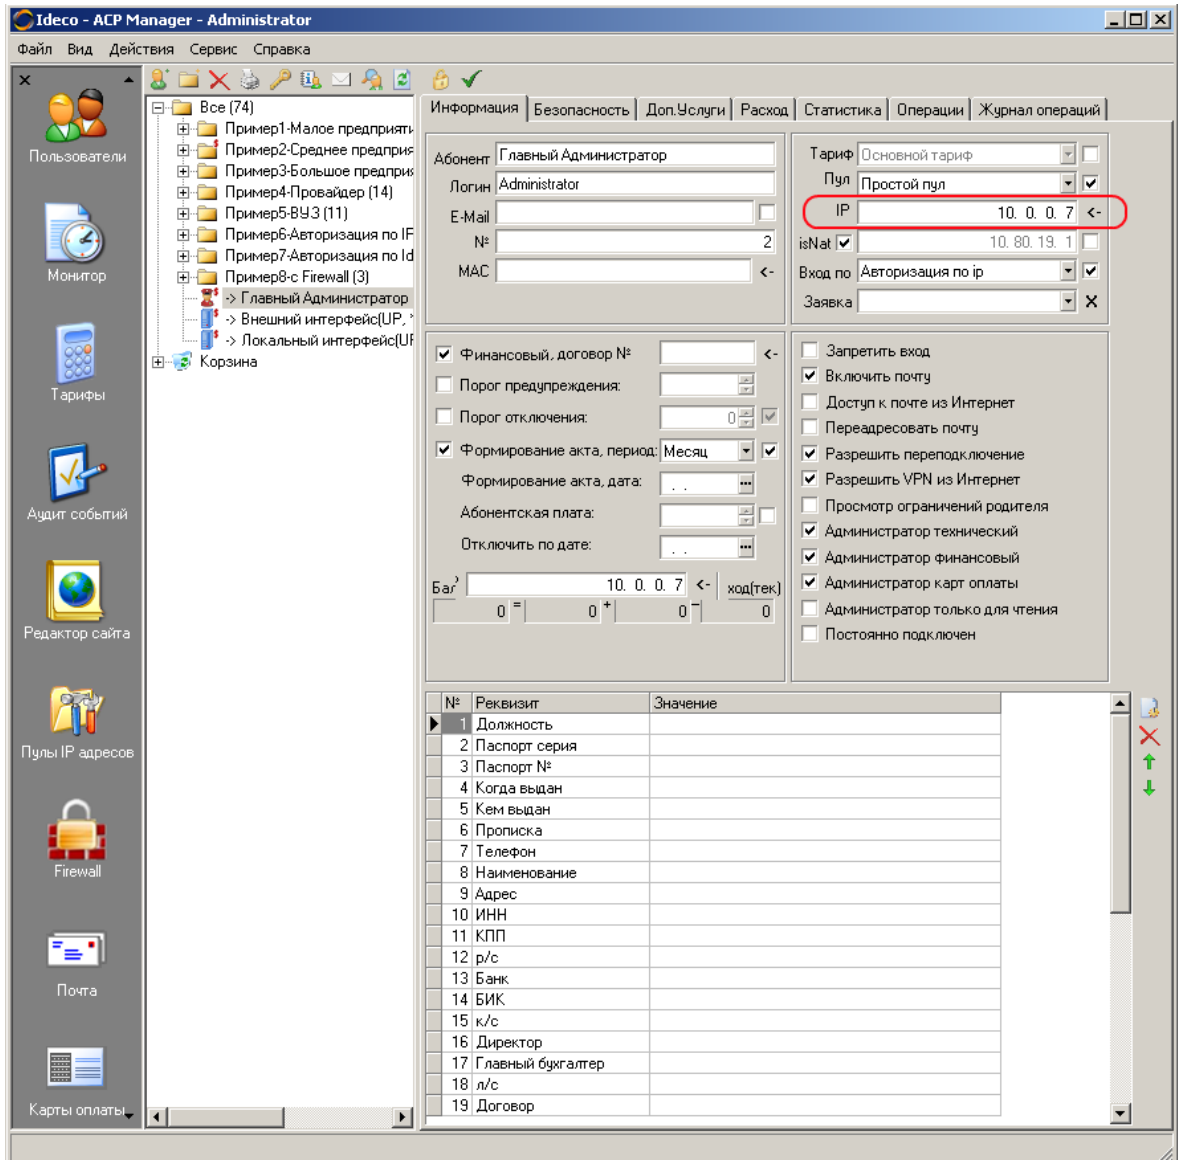 Ideco - ACP Manager - Administrator
Файл Вид Действия Сервис Справка
Пользователи
Монитор
Тарифы
Аудит событий
Редактор сайта
Пулы IP адресов
Firewall
Почта
Карты оплаты
Все (74)
Пример1-Малое предприяти
Пример2-Среднее предприя
Пример3-Большое предприя
Пример4-Провайдер (14)
Пример5-ВУЗ (11)
Пример6-Авторизация по IF
Пример7-Авторизация по Id
Пример8-с Firewall (3)
-> Главный Администратор
-> Внешний интерфейс(UP,
-> Локальный интерфейс(UF
Корзина
Информация Безопасность Доп.Услуги Расход Статистика Операции Журнал операций
Абонент Главный Администратор
Логин Administrator
E-Mail
№ 2
MAC <-
Тариф Основной тариф
Пул Простой пул
IP 10. 0. 0. 7 <-
isNat 10. 80. 19. 1
Вход по Авторизация по ip
Заявка X
Финансовый, договор № <-
Порог предупреждения:
Порог отключения: 0
Формирование акта, период: Месяц
Формирование акта, дата: . . ...
Абонентская плата:
Отключить по дате: . . ...
Бал 10. 0. 0. 7 <- ход(тек)
0 = 0 + 0 - 0
Запретить вход
Включить почту
Доступ к почте из Интернет
Переадресовать почту
Разрешить переподключение
Разрешить VPN из Интернет
Просмотр ограничений родителя
Администратор технический
Администратор финансовый
Администратор карт оплаты
Администратор только для чтения
Постоянно подключен
№ Реквизит Значение
1 Должность
2 Паспорт серия
3 Паспорт №
4 Когда выдан
5 Кем выдан
6 Прописка
7 Телефон
8 Наименование
9 Адрес
10 ИНН
11 КПП
12 р/с
13 Банк
14 БИК
15 к/с
16 Директор
17 Главный бухгалтер
18 л/с
19 Договор